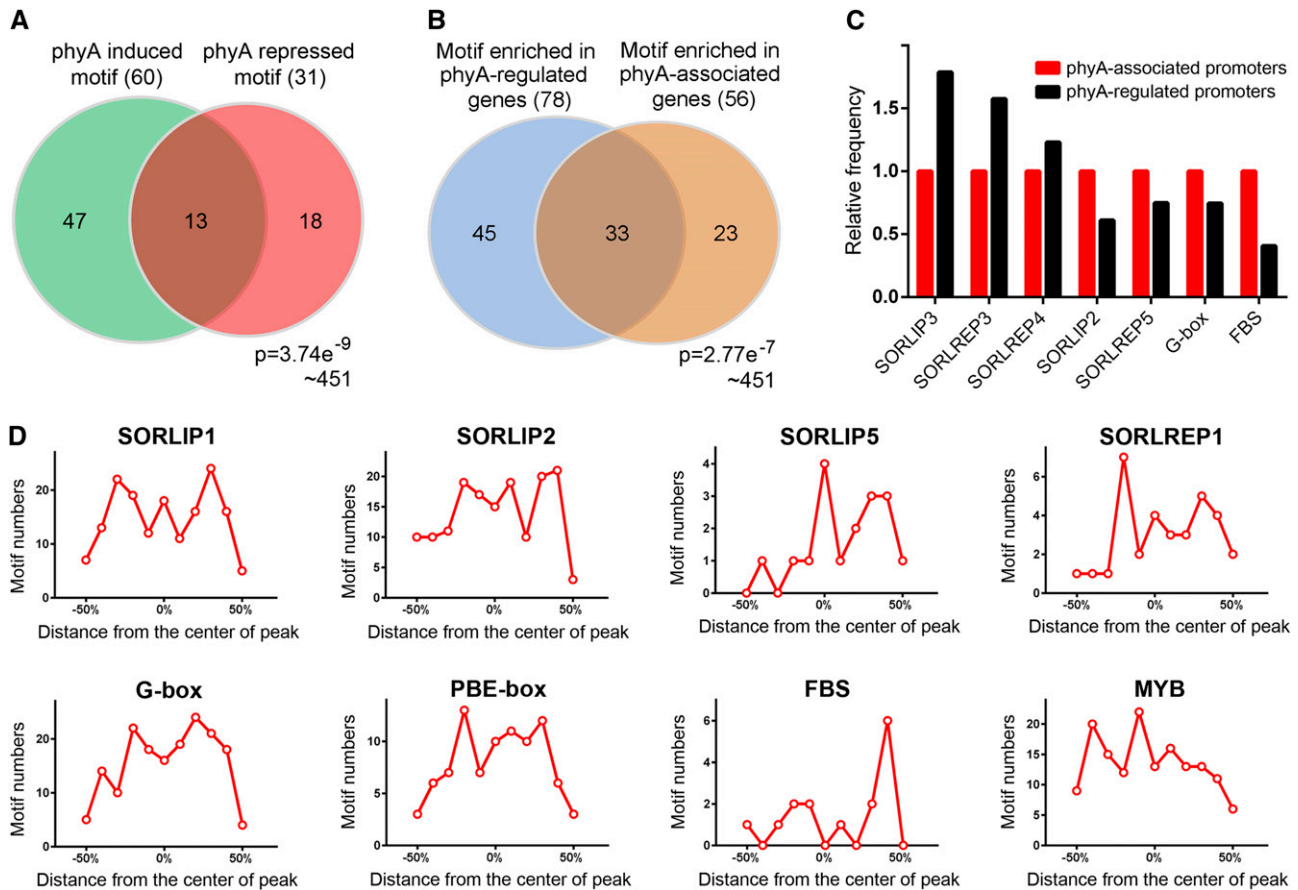 A
phyA induced
motif (60)
phyA repressed
motif (31)
47
13
18
p=3.74e-9
~451
B
Motif enriched in
phyA-regulated
genes (78)
Motif enriched in
phyA-associated
genes (56)
45
33
23
p=2.77e-7
~451
C
Relative frequency
1.5
1.0
0.5
0.0
phyA-associated promoters
phyA-regulated promoters
SORLIP3
SORLREP3
SORLREP4
SORLIP2
SORLREP5
G-box
FBS
D
SORLIP1
Motif numbers
20
10
0
-50%
0%
50%
Distance from the center of peak
SORLIP2
Motif numbers
20
10
0
-50%
0%
50%
Distance from the center of peak
SORLIP5
Motif numbers
4
3
2
1
0
-50%
0%
50%
Distance from the center of peak
SORLREP1
Motif numbers
6
4
2
0
-50%
0%
50%
Distance from the center of peak
G-box
Motif numbers
20
10
0
-50%
0%
50%
Distance from the center of peak
PBE-box
Motif numbers
10
5
0
-50%
0%
50%
Distance from the center of peak
FBS
Motif numbers
6
4
2
0
-50%
0%
50%
Distance from the center of peak
MYB
Motif numbers
20
15
10
5
0
-50%
0%
50%
Distance from the center of peak